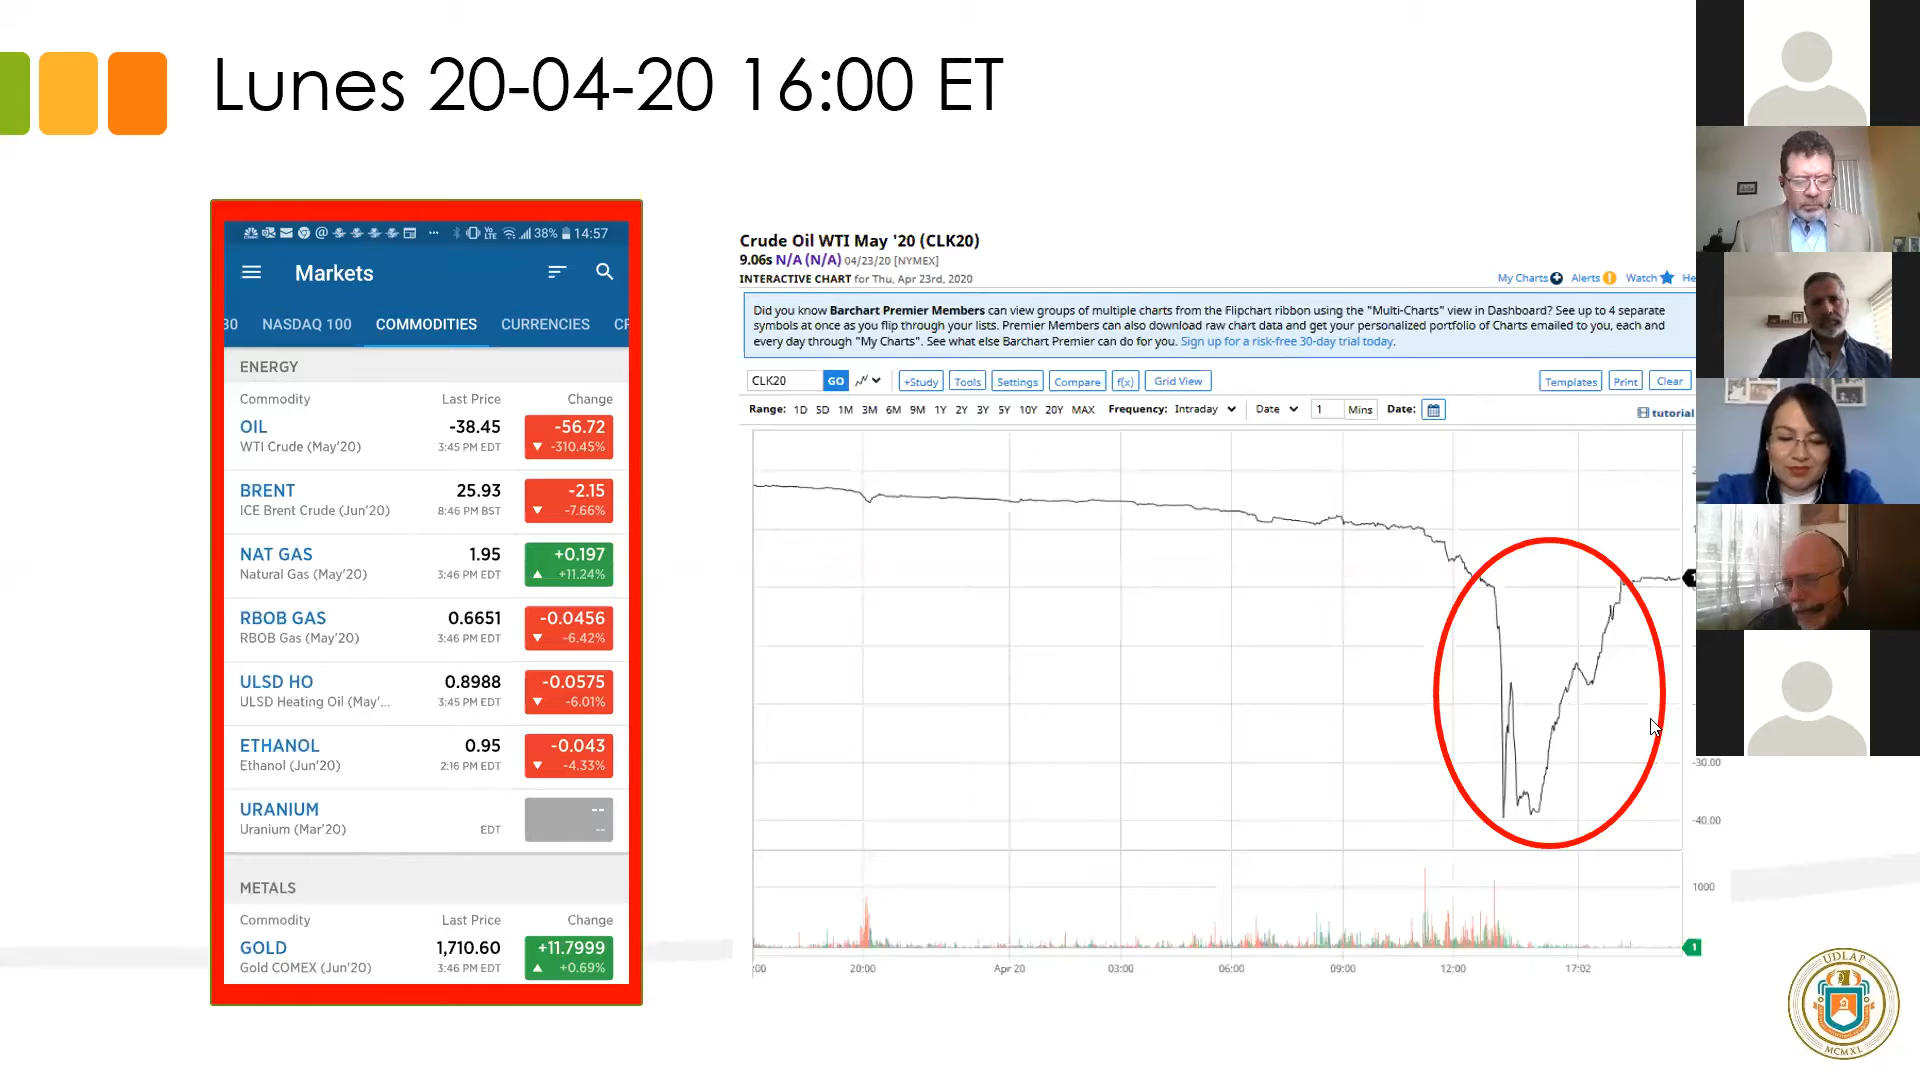 Lunes 20-04-20 16:00 ET
38% 14:57
Markets
30 NASDAQ 100 COMMODITIES CURRENCIES CR
ENERGY
Commodity Last Price Change
OIL -38.45 -56.72
WTI Crude (May'20) 3:45 PM EDT ▼ -310.45%
BRENT 25.93 -2.15
ICE Brent Crude (Jun'20) 8:46 PM BST ▼ -7.66%
NAT GAS 1.95 +0.197
Natural Gas (May'20) 3:46 PM EDT ▲ +11.24%
RBOB GAS 0.6651 -0.0456
RBOB Gas (May'20) 3:46 PM EDT ▼ -6.42%
ULSD HO 0.8988 -0.0575
ULSD Heating Oil (May'... 3:45 PM EDT ▼ -6.01%
ETHANOL 0.95 -0.043
Ethanol (Jun'20) 2:16 PM EDT ▼ -4.33%
URANIUM --
Uranium (Mar'20) EDT --
METALS
Commodity Last Price Change
GOLD 1,710.60 +11.7999
Gold COMEX (Jun'20) 3:46 PM EDT ▲ +0.69%
Crude Oil WTI May '20 (CLK20)
9.06s N/A (N/A) 04/23/20 [NYMEX]
INTERACTIVE CHART for Thu, Apr 23rd, 2020
My Charts Alerts Watch He
Did you know Barchart Premier Members can view groups of multiple charts from the Flipchart ribbon using the "Multi-Charts" view in Dashboard? See up to 4 separate
symbols at once as you flip through your lists. Premier Members can also download raw chart data and get your personalized portfolio of Charts emailed to you, each and
every day through "My Charts". See what else Barchart Premier can do for you. Sign up for a risk-free 30-day trial today.
CLK20 GO +Study Tools Settings Compare f(x) Grid View Templates Print Clear
Range: 1D 5D 1M 3M 6M 9M 1Y 2Y 3Y 5Y 10Y 20Y MAX Frequency: Intraday Date 1 Mins Date: tutorial
-30.00
-40.00
1000
1
:00 20:00 Apr 20 03:00 06:00 09:00 12:00 17:02
UDLAP
MCMXL